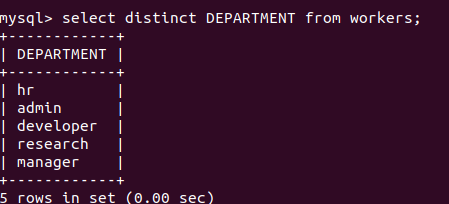 mysql> select distinct DEPARTMENT from workers;
+------------+
| DEPARTMENT |
+------------+
| hr         |
| admin      |
| developer  |
| research   |
| manager    |
+------------+
5 rows in set (0.00 sec)